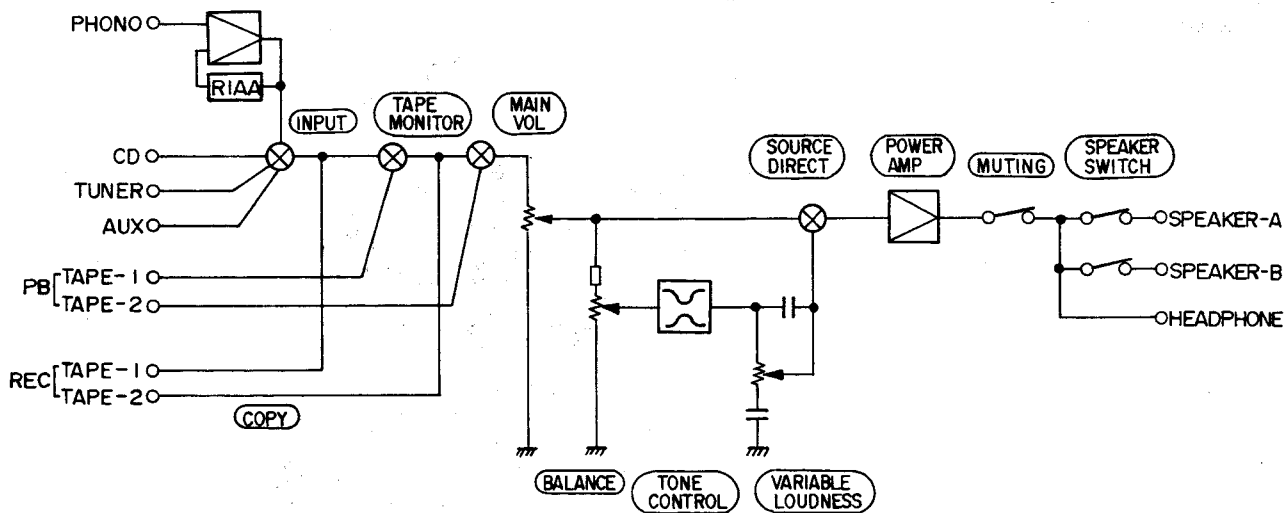 PHONO
RIAA
INPUT
TAPE
MONITOR
MAIN
VOL
CD
TUNER
AUX
SOURCE
DIRECT
POWER
AMP
MUTING
SPEAKER
SWITCH
SPEAKER-A
SPEAKER-B
HEADPHONE
PB
TAPE-1
TAPE-2
REC
TAPE-1
TAPE-2
COPY
BALANCE
TONE
CONTROL
VARIABLE
LOUDNESS